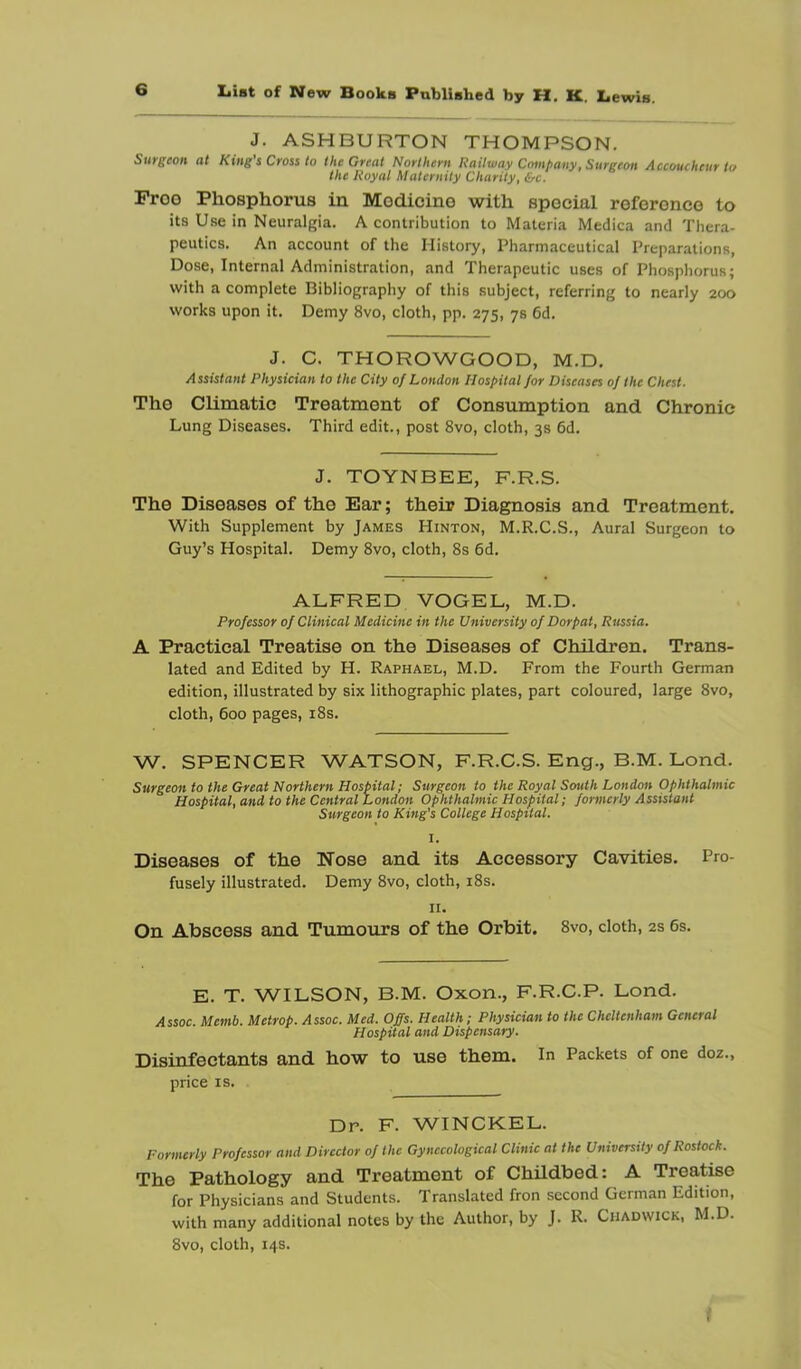 6 List of New Books Published by H. K. Lewis.
J. ASHBURTON THOMPSON.
Surgeon at King's Cross to the Great Northern Railway Company, Surgeon Accoucheur to
the Royal Maternity Charity, &c.
Free Phosphorus in Medicine with special reference to
its Use in Neuralgia. A contribution to Materia Medica and Thera-
peutics. An account of the History, Pharmaceutical Preparations,
Dose, Internal Administration, and Therapeutic uses of Phosphorus;
with a complete Bibliography of this subject, referring to nearly 200
works upon it. Demy 8vo, cloth, pp. 275, 7s 6d.
J. C. THOROWGOOD, M.D.
Assistant Physician to the City of London Hospital for Diseases of the Chest.
The Climatic Treatment of Consumption and Chronic
Lung Diseases. Third edit., post 8vo, cloth, 3s 6d.
J. TOYNBEE, F.R.S.
The Diseases of the Ear; their Diagnosis and Treatment.
With Supplement by James Hinton, M.R.C.S., Aural Surgeon to
Guy's Hospital. Demy 8vo, cloth, 8s 6d.
ALFRED VOGEL, M.D.
Professor of Clinical Medicine in the University of Dorpat, Russia.
A Practical Treatise on the Diseases of Children. Trans-
lated and Edited by H. Raphael, M.D. From the Fourth German
edition, illustrated by six lithographic plates, part coloured, large 8vo,
cloth, 600 pages, 18s.
W. SPENCER WATSON, F.R.C.S. Eng., B.M. Lond.
Surgeon to the Great Northern Hospital; Surgeon to the Royal South London Ophthalmic
Hospital, and to the Central London Ophthalmic Hospital; formerly Assistant
Surgeon to King's College Hospital.
I.
Diseases of the Nose and its Accessory Cavities. Pro-
fusely illustrated. Demy 8vo, cloth, 18s.
II.
On Abscess and Tumours of the Orbit. 8vo, cloth, 2s 6s.
E. T. WILSON, B.M. Oxon., F.R.C.P. Lond.
Assoc. Memb. Metrop. Assoc. Med. Offs. Health; Physician to the Cheltenham General
Hospital and Dispensary.
Disinfectants and how to use them. In Packets of one doz.,
price 1s.
Dr. F. WINCKEL.
Formerly Professor and Director of the Gynecological Clinic at the University of Rostock.
The Pathology and Treatment of Childbed: A Treatise
for Physicians and Students. Translated fron second German Edition,
with many additional notes by the Author, by J. R. Chadwick, M.D.
8vo, cloth, 14s.